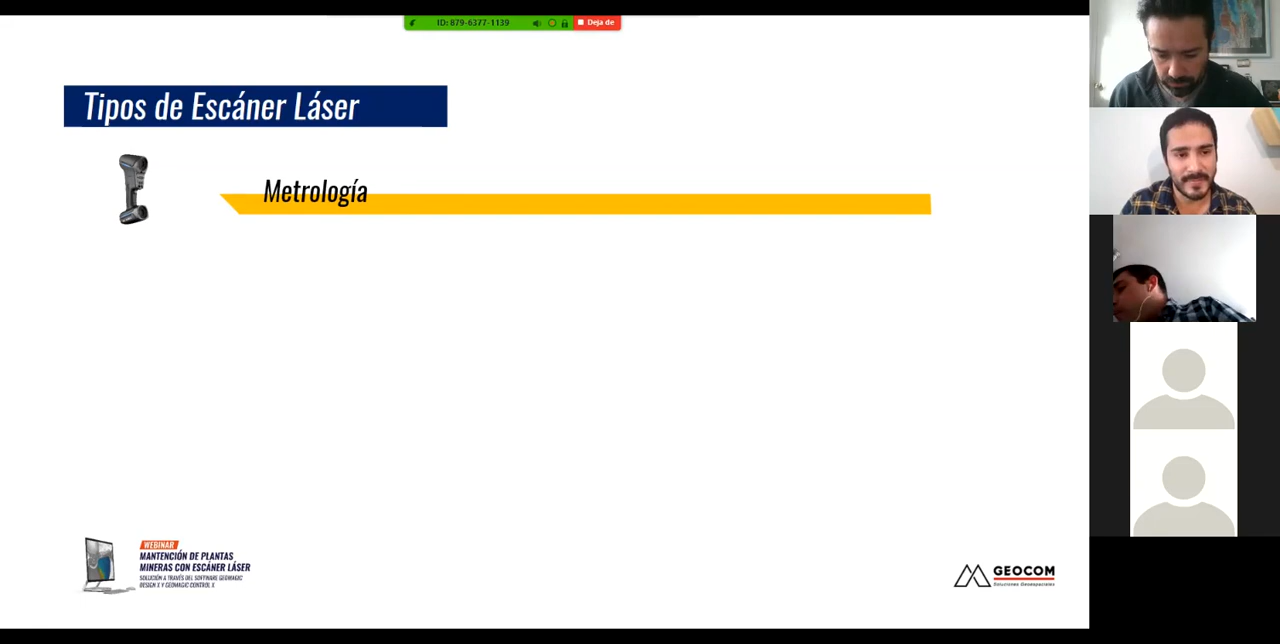 ID: 879-6377-1139
Deja de
Tipos de Escáner Láser
Metrología
WEBINAR
MANTENCIÓN DE PLANTAS
MINERAS CON ESCÁNER LÁSER
SOLUCIÓN A TRAVÉS DEL SOFTWARE GEOMAGIC
DESIGN X Y GEOMAGIC CONTROL X
GEOCOM
Soluciones Geoespaciales